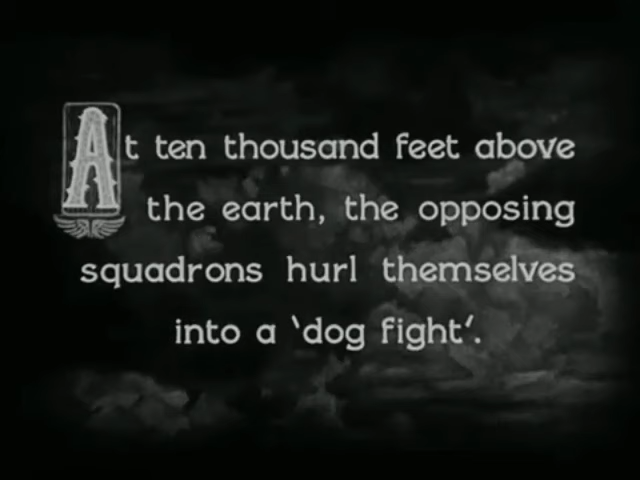 At ten thousand feet above
the earth, the opposing
squadrons hurl themselves
into a 'dog fight'.